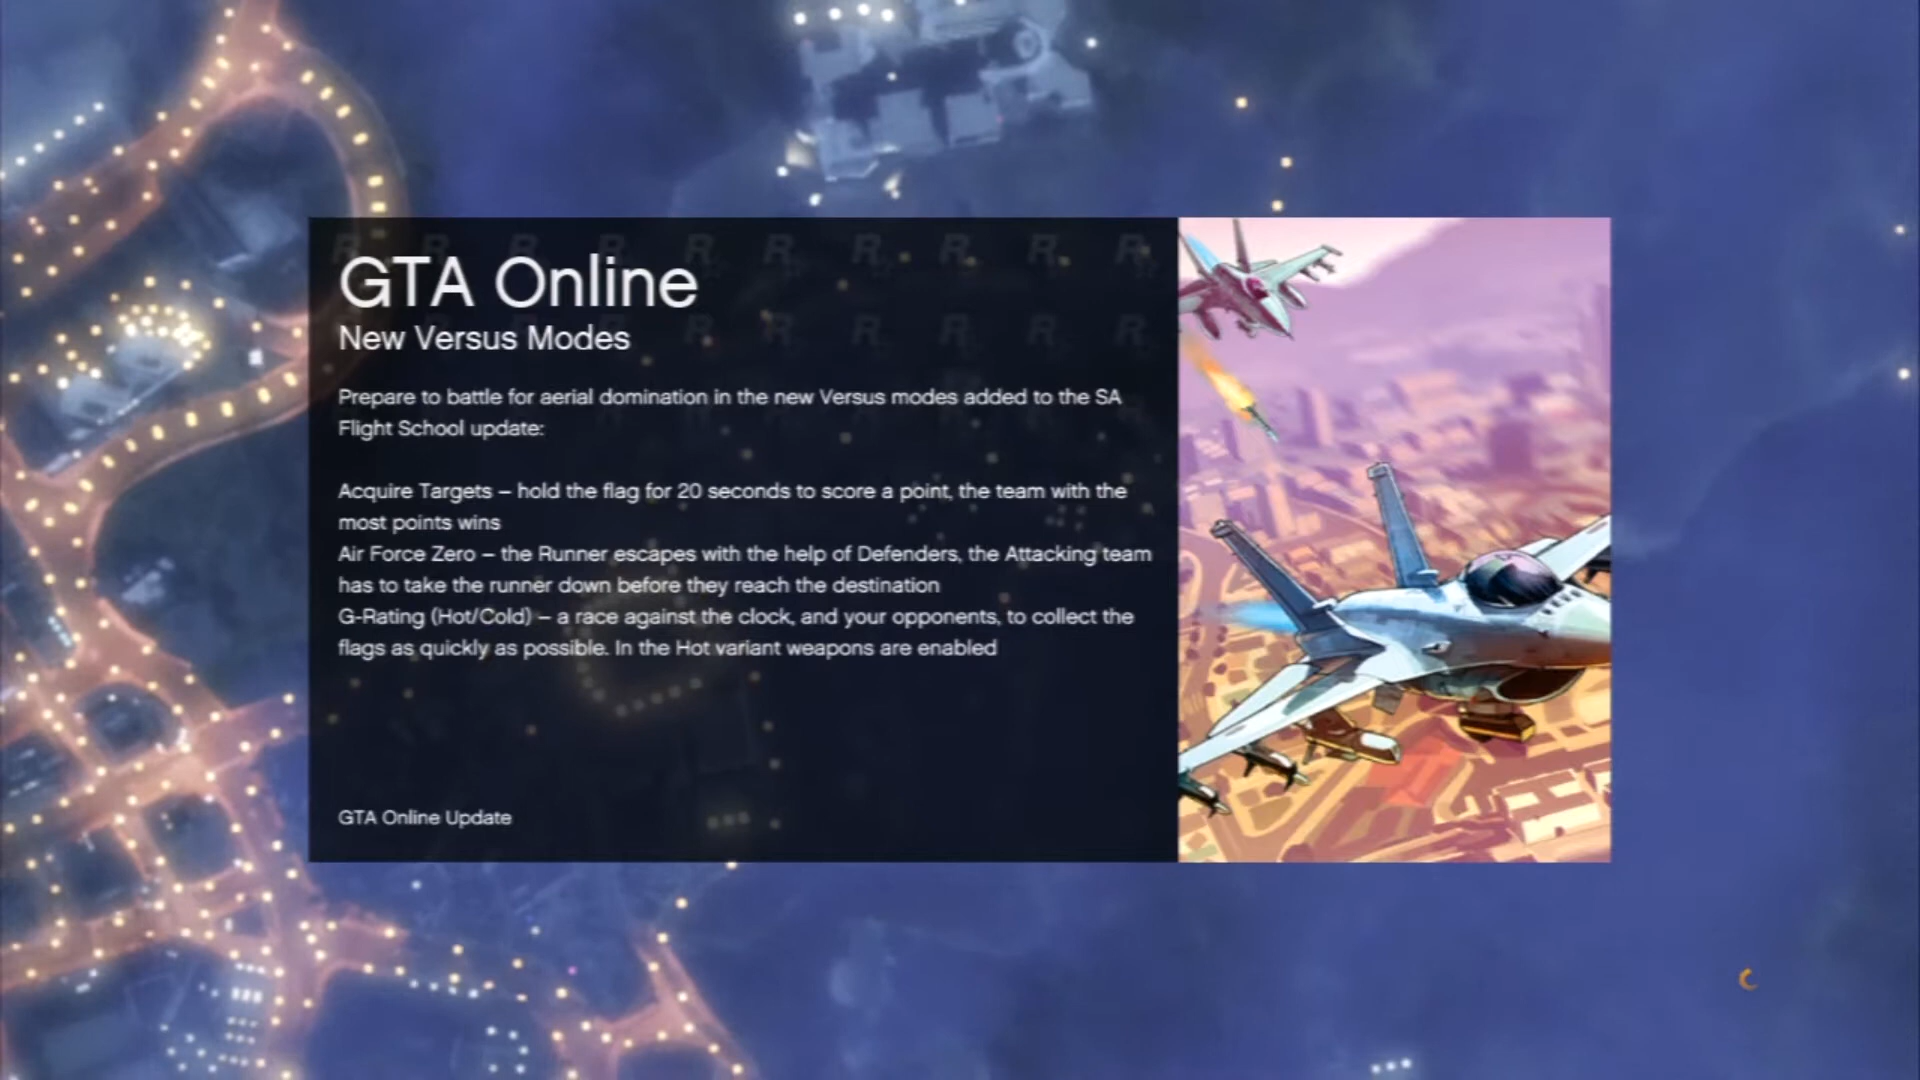 GTA Online
New Versus Modes
Prepare to battle for aerial domination in the new Versus modes added to the SA
Flight School update:
Acquire Targets – hold the flag for 20 seconds to score a point, the team with the
most points wins
Air Force Zero – the Runner escapes with the help of Defenders, the Attacking team
has to take the runner down before they reach the destination
G-Rating (Hot/Cold) – a race against the clock, and your opponents, to collect the
flags as quickly as possible. In the Hot variant weapons are enabled
GTA Online Update